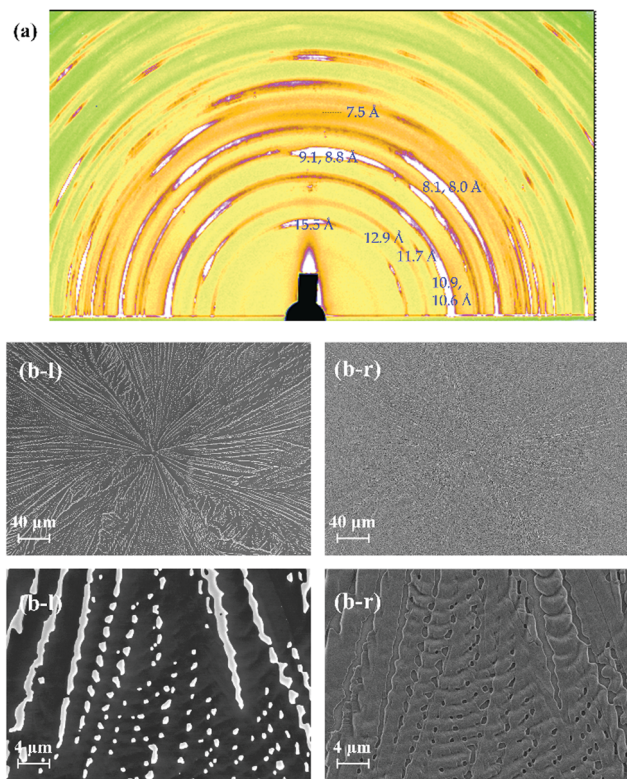 (a)
7.5 Å
9.1, 8.8 Å
8.1, 8.0 Å
15.5 Å
12.9 Å
11.7 Å
10.9,
10.6 Å
(b-l)
(b-r)
40 µm
40 µm
(b-l)
(b-r)
4 µm
4 µm